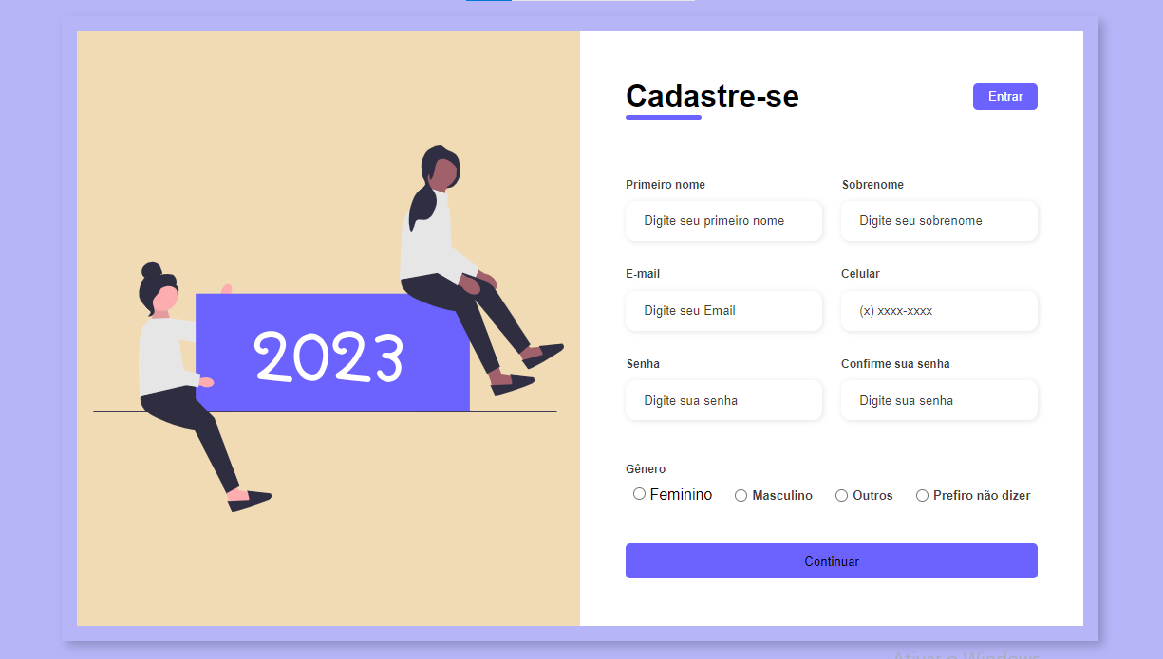 Cadastre-se
Entrar
2023
Primeiro nome
Sobrenome
Digite seu primeiro nome
Digite seu sobrenome
E-mail
Celular
Digite seu Email
(x) xxxx-xxxx
Senha
Confirme sua senha
Digite sua senha
Digite sua senha
Gênero
Feminino
Masculino
Outros
Prefiro não dizer
Continuar
Ativar o Windows